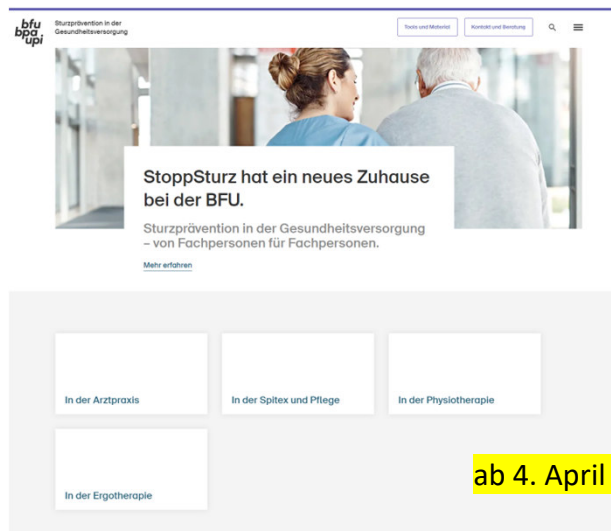 bfu
bpa
upi
Sturzprävention in der
Gesundheitsversorgung
Tools und Material
Kontakt und Beratung
StoppSturz hat ein neues Zuhause
bei der BFU.
Sturzprävention in der Gesundheitsversorgung
– von Fachpersonen für Fachpersonen.
Mehr erfahren
In der Arztpraxis
In der Spitex und Pflege
In der Physiotherapie
In der Ergotherapie
ab 4. April